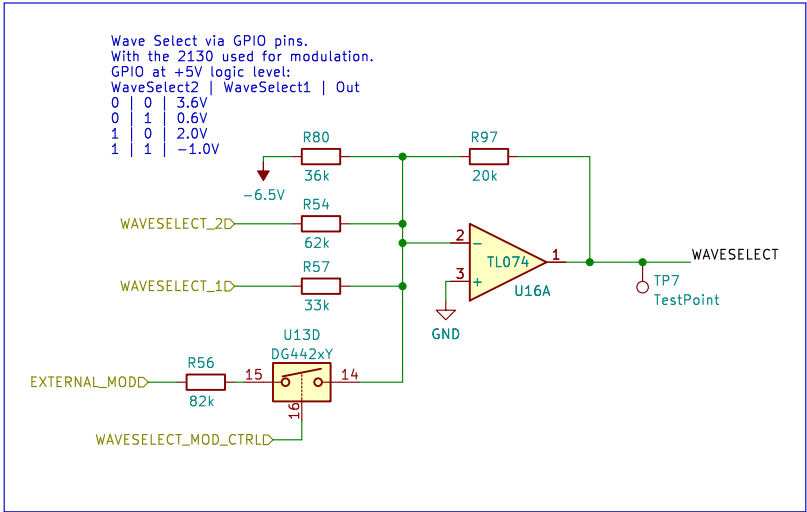 Wave Select via GPIO pins.
With the 2130 used for modulation.
GPIO at +5V logic level:
WaveSelect2 | WaveSelect1 | Out
0 | 0 | 3.6V
0 | 1 | 0.6V
1 | 0 | 2.0V
1 | 1 | -1.0V
R80
36k
-6.5V
R97
20k
WAVESELECT_2
R54
62k
WAVESELECT_1
R57
33k
2
3
1
TL074
U16A
GND
WAVESELECT
TP7
TestPoint
U13D
DG442xY
EXTERNAL_MOD
R56
82k
15
14
16
WAVESELECT_MOD_CTRL